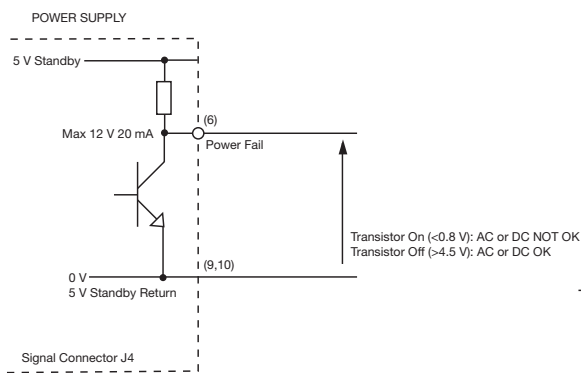 POWER SUPPLY
5 V Standby
(6)
Max 12 V 20 mA
Power Fail
Transistor On (<0.8 V): AC or DC NOT OK
Transistor Off (>4.5 V): AC or DC OK
(9,10)
0 V
5 V Standby Return
Signal Connector J4